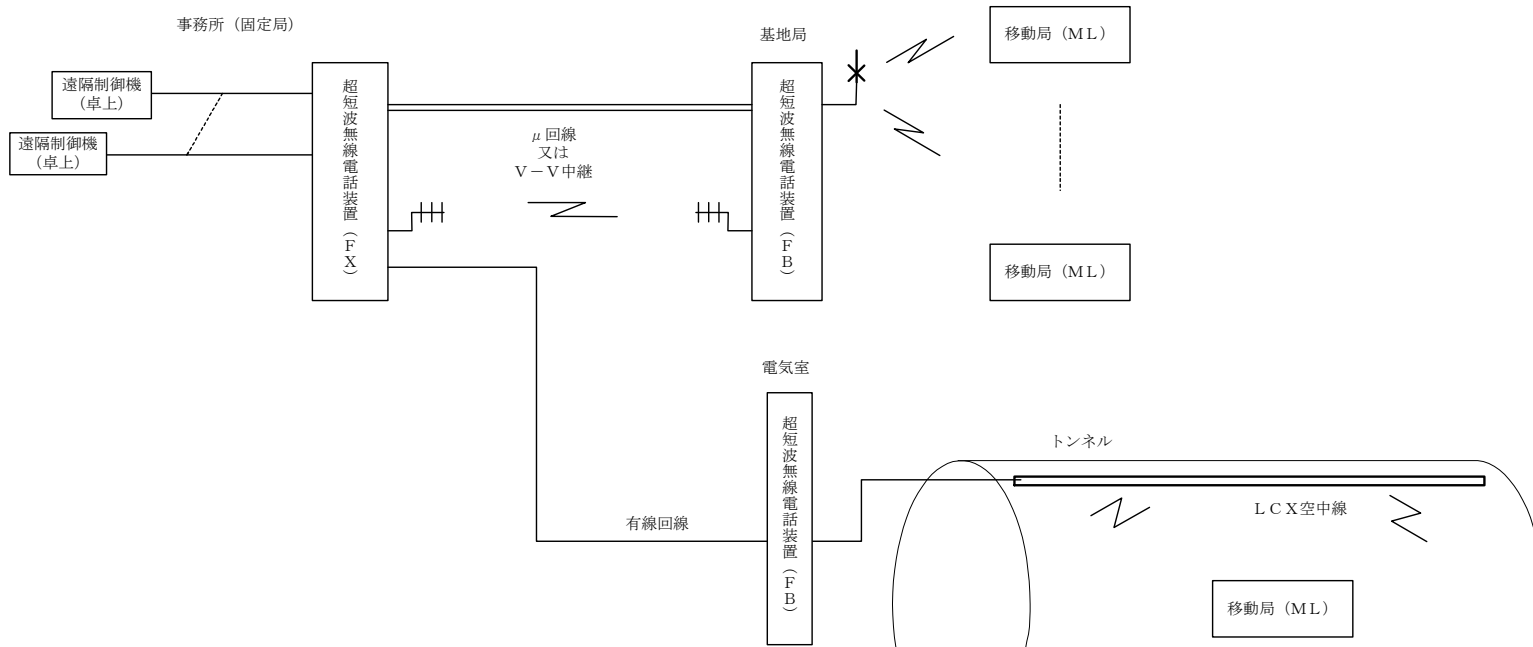 事務所（固定局）
基地局
移動局（ＭＬ）
遠隔制御機
（卓上）
遠隔制御機
（卓上）
超短波無線電話装置（ＦＸ）
μ回線
又は
Ｖ－Ｖ中継
超短波無線電話装置（ＦＢ）
移動局（ＭＬ）
電気室
超短波無線電話装置（ＦＢ）
トンネル
ＬＣＸ空中線
有線回線
移動局（ＭＬ）